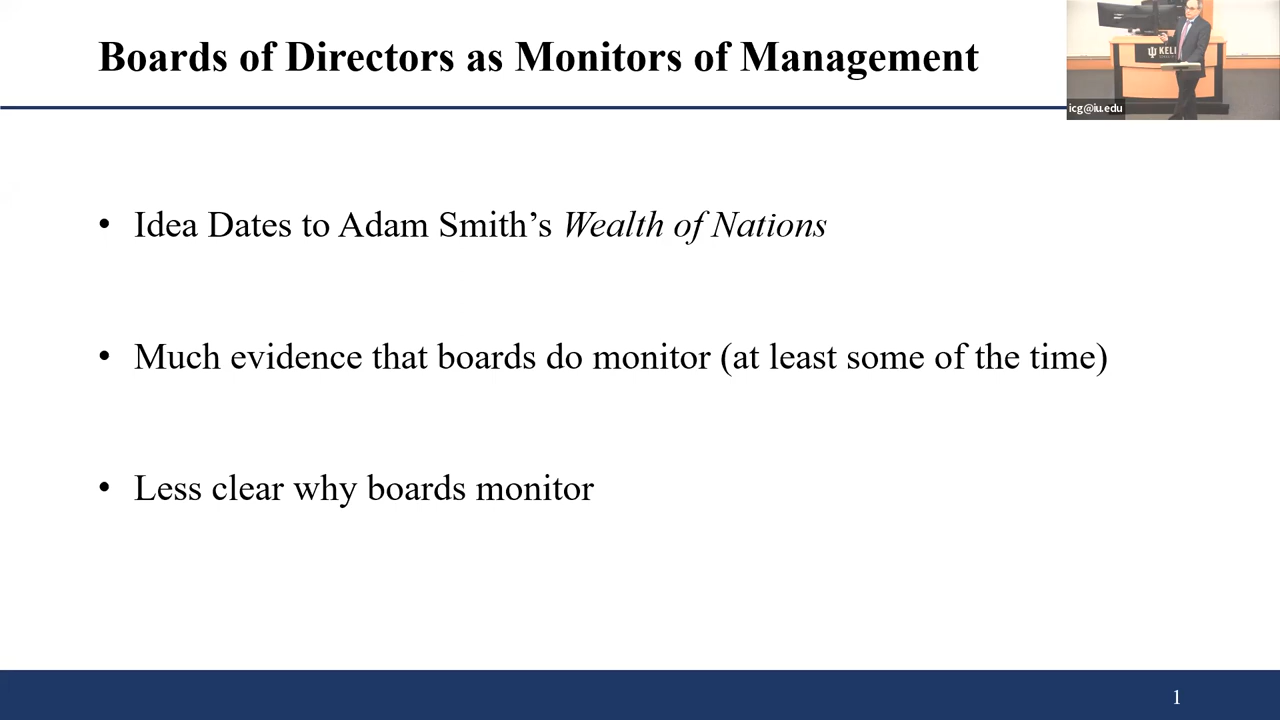 Boards of Directors as Monitors of Management
KELL
icg@iu.edu
• Idea Dates to Adam Smith’s Wealth of Nations
• Much evidence that boards do monitor (at least some of the time)
• Less clear why boards monitor
1